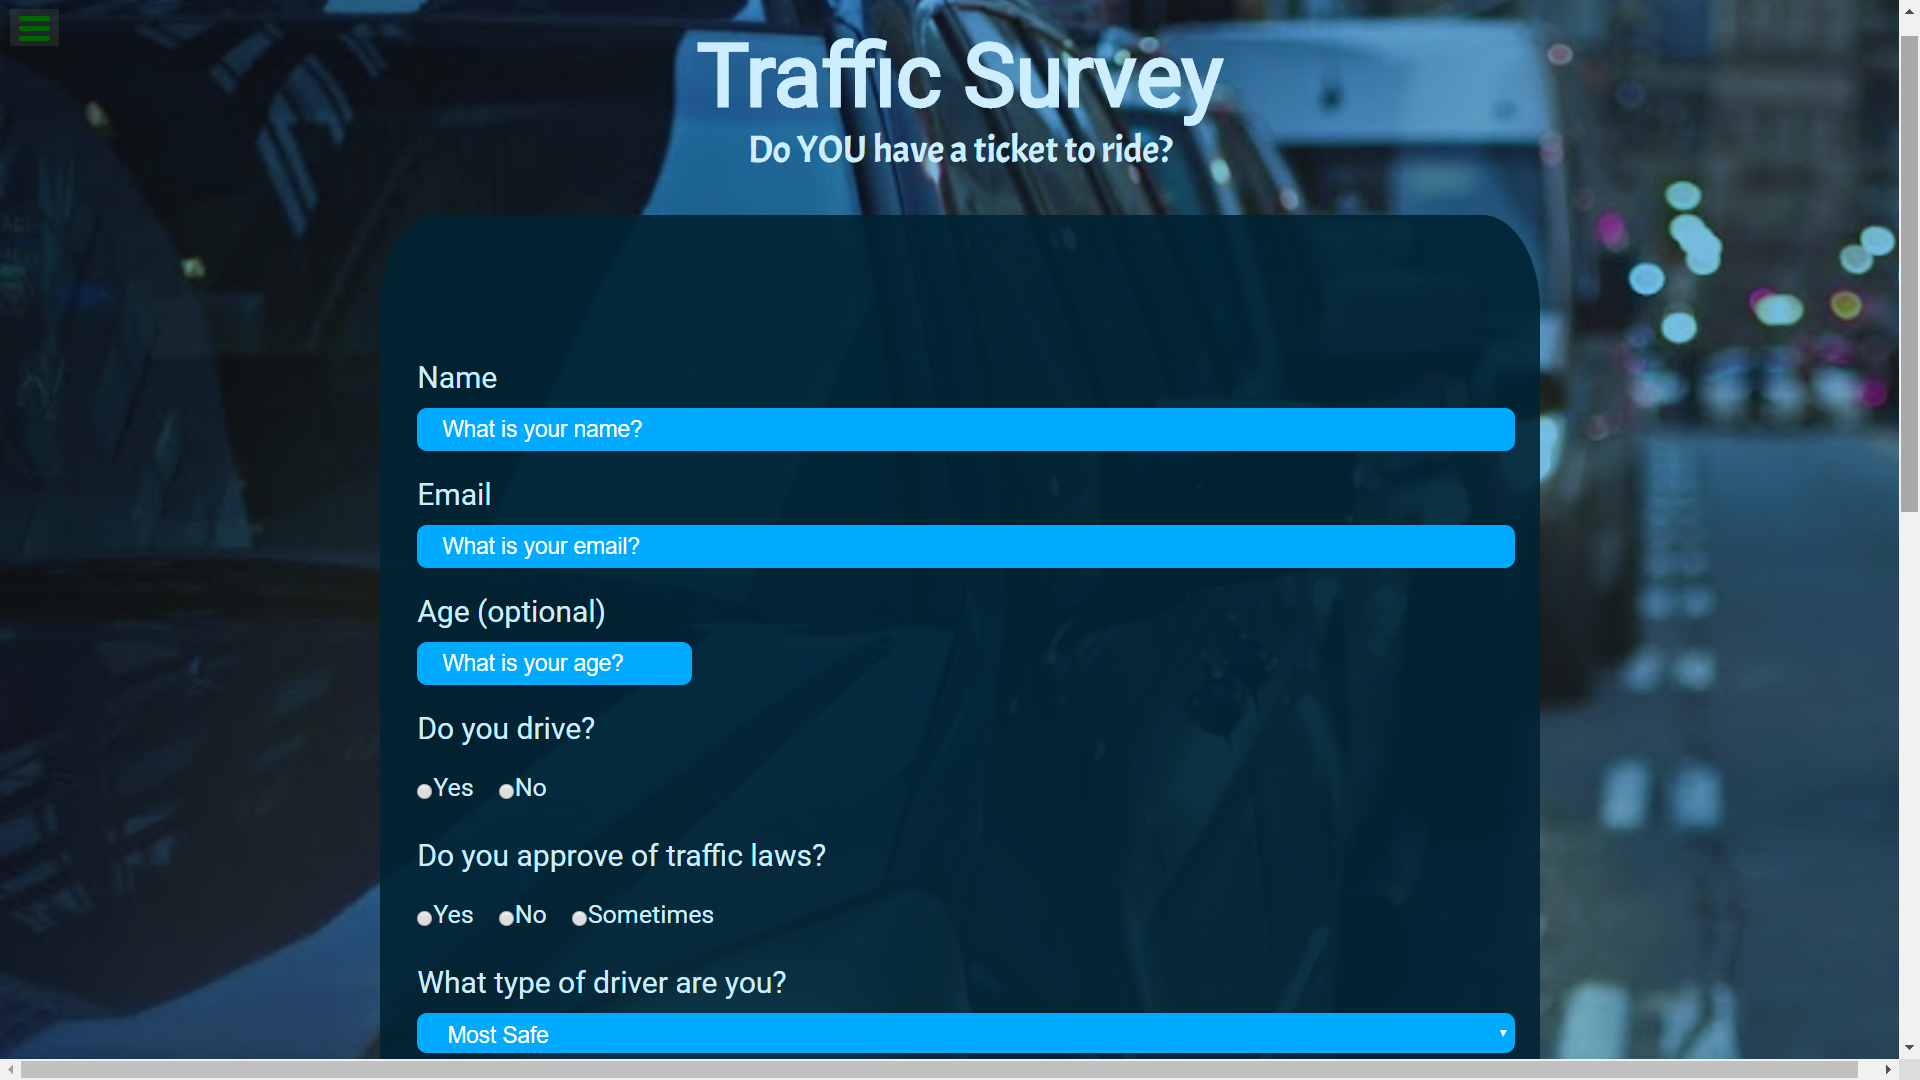 Traffic Survey
Do YOU have a ticket to ride?
Name
What is your name?
Email
What is your email?
Age (optional)
What is your age?
Do you drive?
Yes No
Do you approve of traffic laws?
Yes No Sometimes
What type of driver are you?
Most Safe